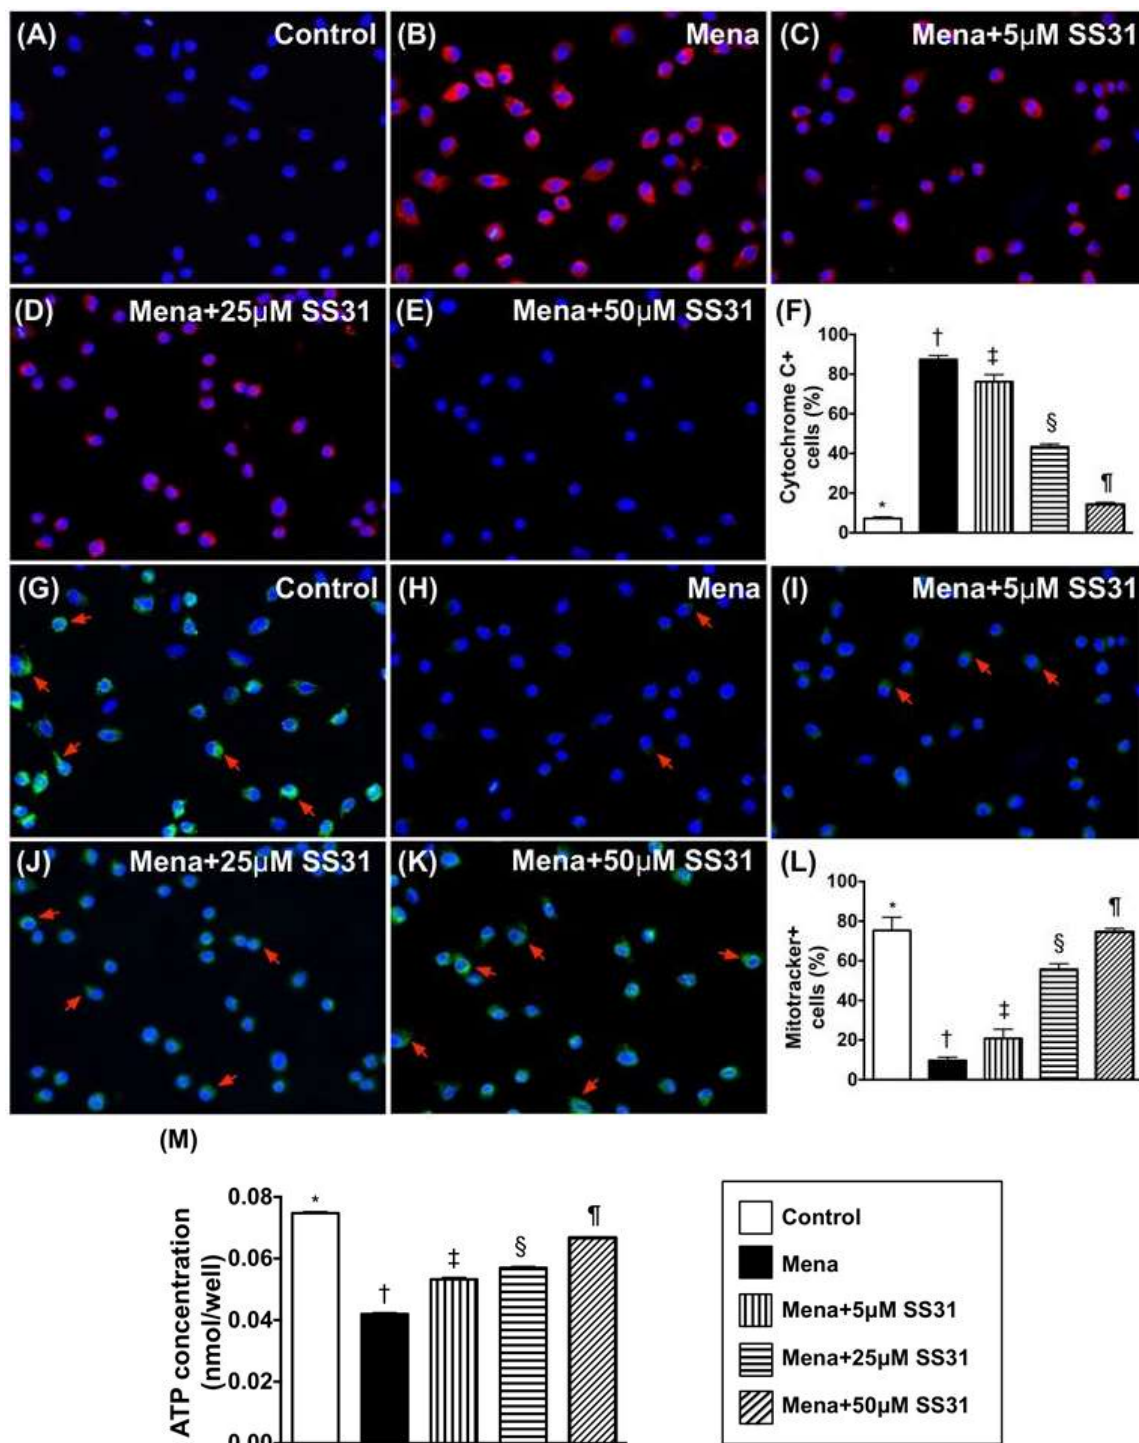 (A) Control
(B) Mena
(C) Mena+5μM SS31
(D) Mena+25μM SS31
(E) Mena+50μM SS31
(F)
Cytochrome C+
cells (%)
100
80
60
40
20
0
*
†
‡
§
¶
(G) Control
(H) Mena
(I) Mena+5μM SS31
(J) Mena+25μM SS31
(K) Mena+50μM SS31
(L)
Mitotracker+
cells (%)
100
80
60
40
20
0
*
†
‡
§
¶
(M)
ATP concentration
(nmol/well)
0.08
0.06
0.04
0.02
0.00
*
†
‡
§
¶
Control
Mena
Mena+5μM SS31
Mena+25μM SS31
Mena+50μM SS31